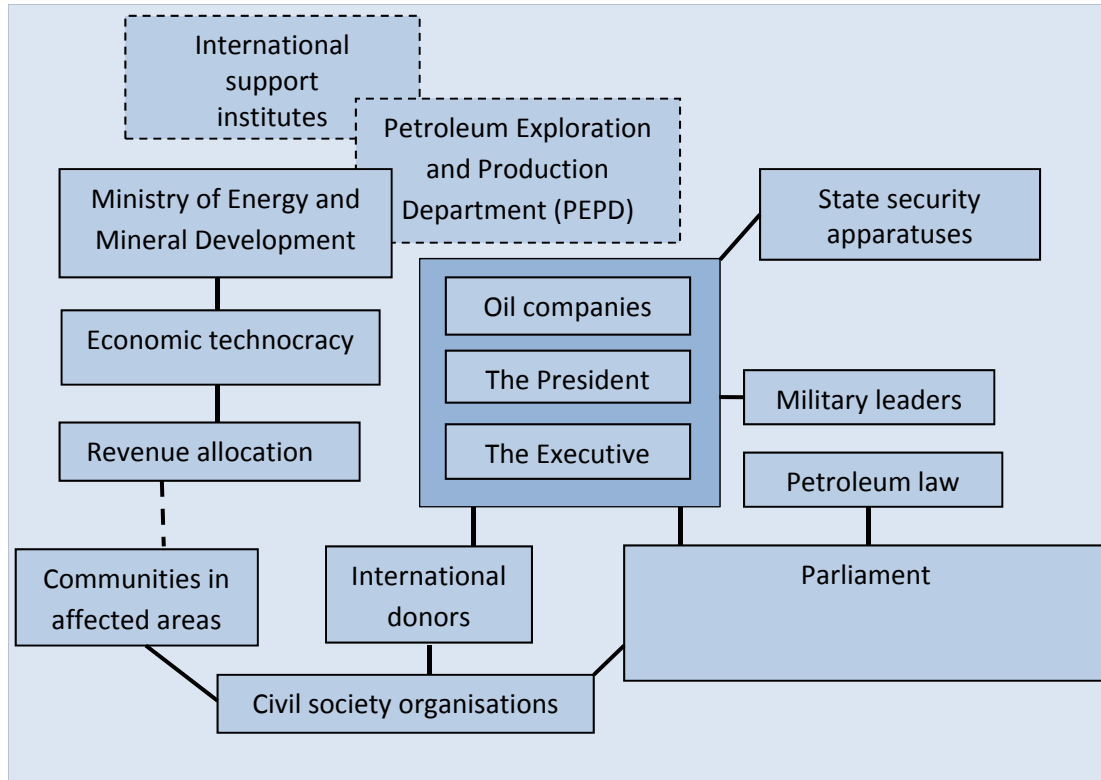 International
support
institutes
Petroleum Exploration
and Production
Department (PEPD)
Ministry of Energy and
Mineral Development
State security
apparatuses
Oil companies
Economic technocracy
The President
Military leaders
Revenue allocation
The Executive
Petroleum law
Communities in
affected areas
International
donors
Parliament
Civil society organisations